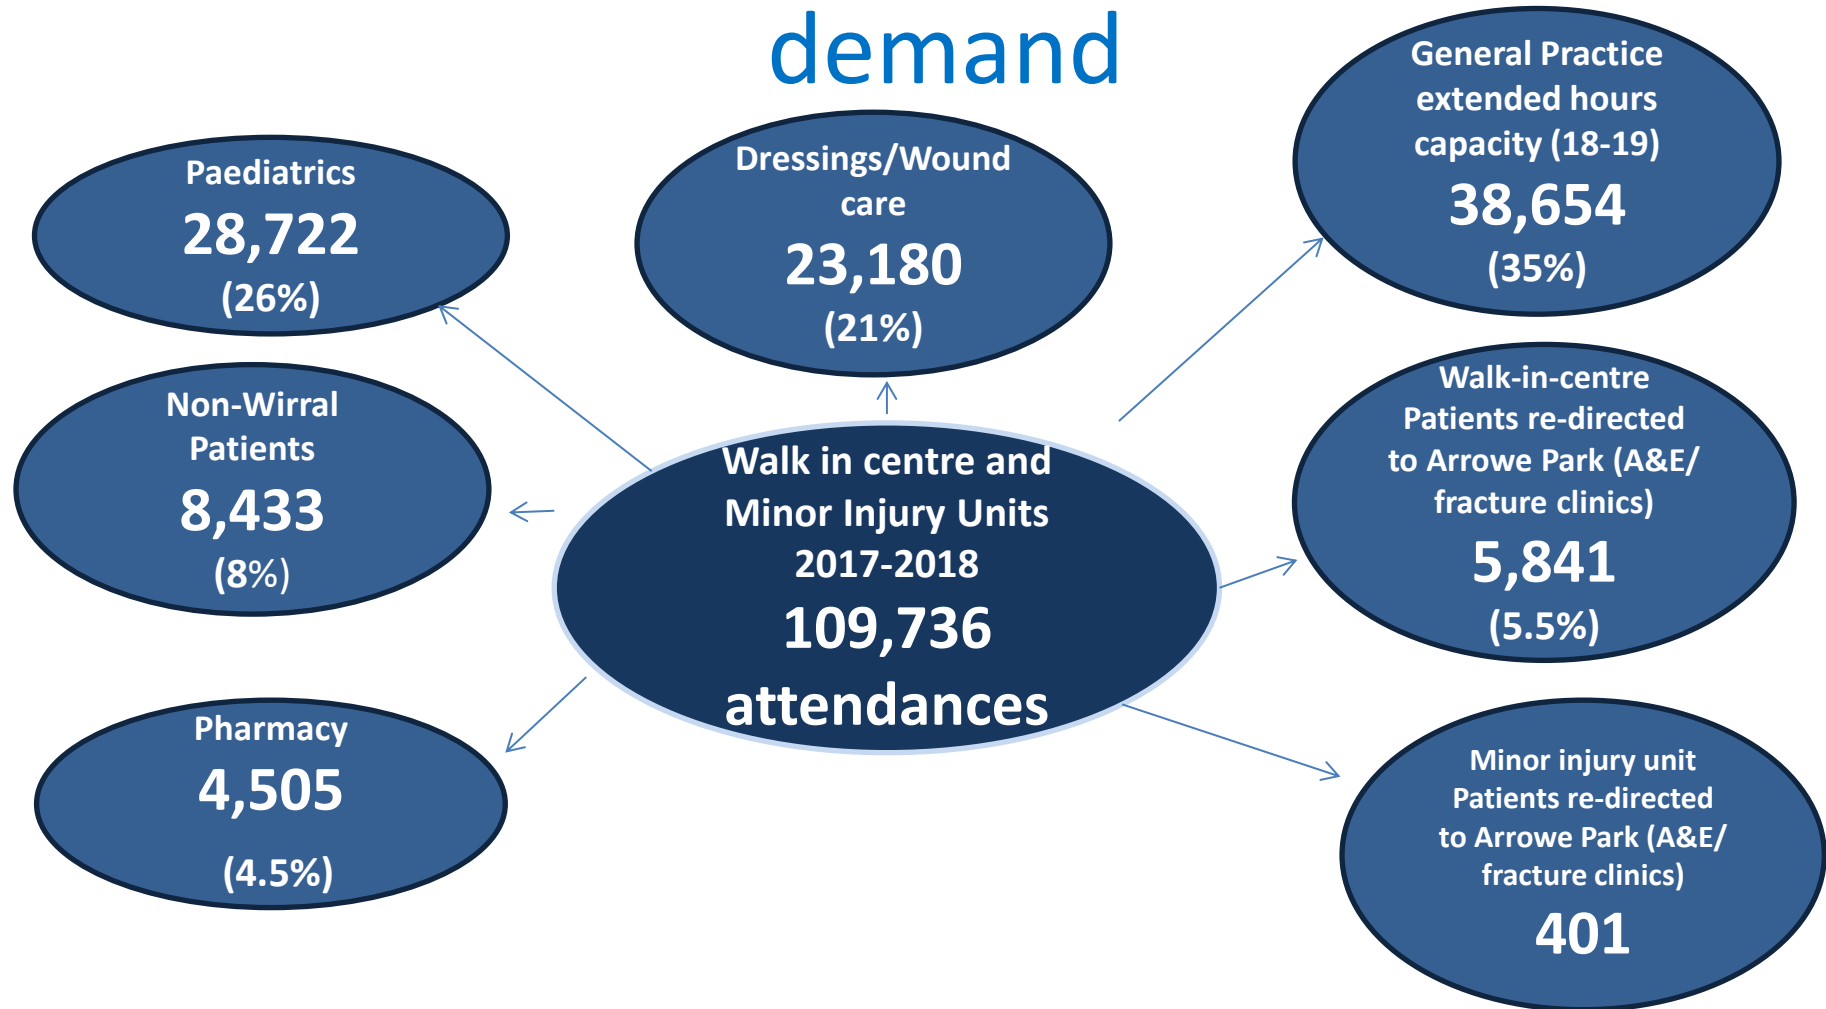 demand
Paediatrics
28,722
(26%)
Dressings/Wound
care
23,180
(21%)
General Practice
extended hours
capacity (18-19)
38,654
(35%)
Non-Wirral
Patients
8,433
(8%)
Walk in centre and
Minor Injury Units
2017-2018
109,736
attendances
Walk-in-centre
Patients re-directed
to Arrowe Park (A&E/
fracture clinics)
5,841
(5.5%)
Pharmacy
4,505
(4.5%)
Minor injury unit
Patients re-directed
to Arrowe Park (A&E/
fracture clinics)
401